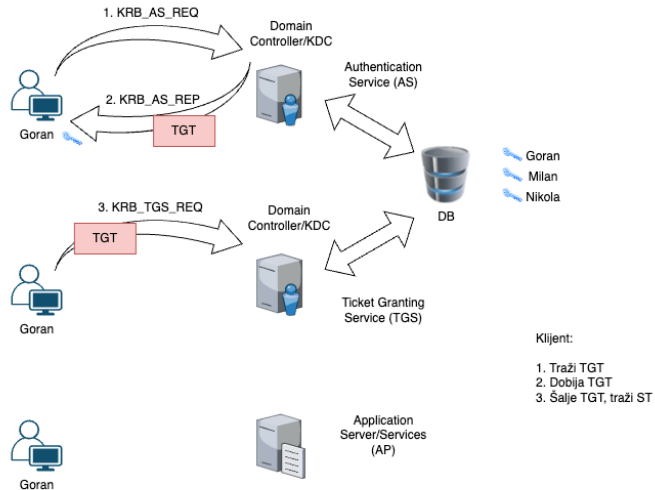 1. KRB_AS_REQ
Domain
Controller/KDC
Authentication
Service (AS)
2. KRB_AS_REP
TGT
Goran
Goran
Milan
Nikola
DB
3. KRB_TGS_REQ
TGT
Domain
Controller/KDC
Goran
Ticket Granting
Service (TGS)
Klijent:
1. Traži TGT
2. Dobija TGT
3. Šalje TGT, traži ST
Application
Server/Services
(AP)
Goran